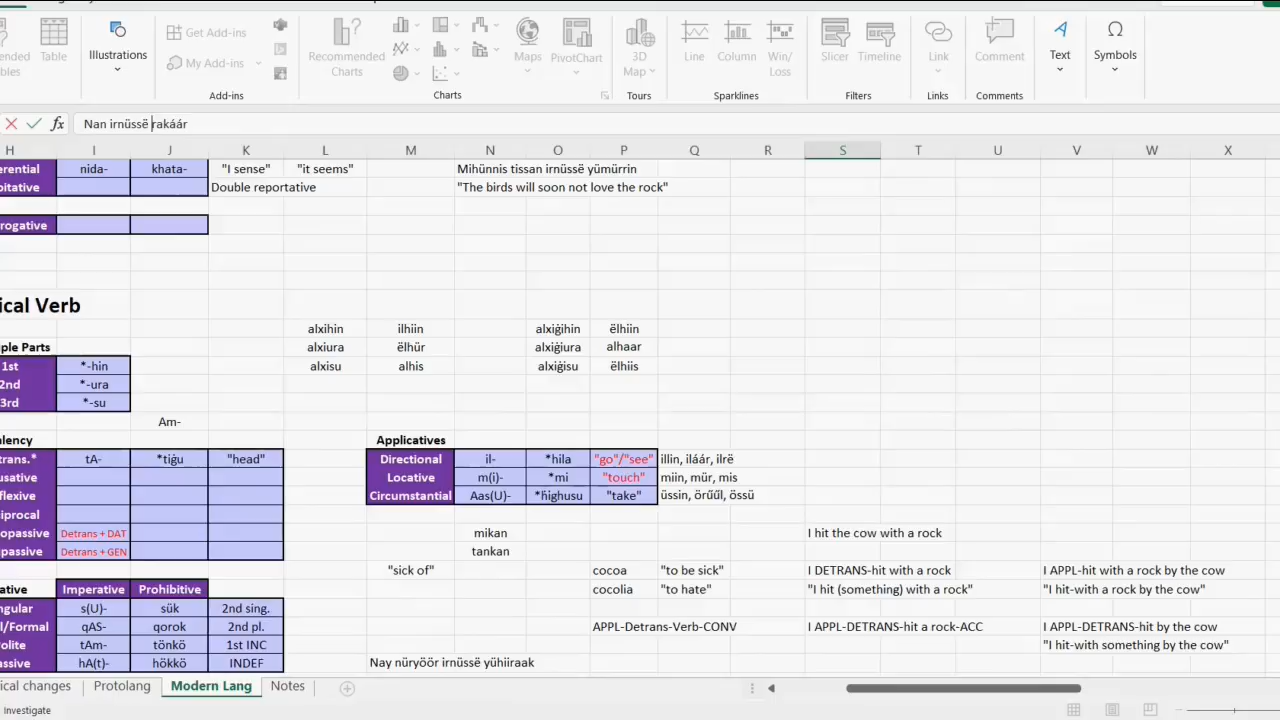 Get Add-ins
My Add-ins
Table
Illustrations
Recommended
Charts
Maps
PivotChart
3D
Map
Line
Column
Win/
Loss
Slicer
Timeline
Link
Comment
Text
Symbols
Add-ins
Charts
Tours
Sparklines
Filters
Links
Comments
fx Nan irnüssë rakáár
H I J K L M N O P Q R S T U V W X
erential nida- khata- "I sense" "it seems" Mihünnis tissan irnüssë yümürrin
itative Double reportative "The birds will soon not love the rock"
rogative
ical Verb
alxihin ilhiin alxiġihin ëlhiin
ple Parts alxiura ëlhür alxiġiura alhaar
1st *-hin alxisu alhis alxiġisu ëlhiis
2nd *-ura
3rd *-su
Am-
lency Applicatives
trans.* tA- *tiġu "head" Directional il- *hila "go"/"see" illin, iláár, ilrë
usative Locative m(i)- *mi "touch" miin, mür, mis
flexive Circumstantial Aas(U)- *ħighusu "take" üssin, örűűl, össü
iprocal
opassive Detrans + DAT mikan I hit the cow with a rock
passive Detrans + GEN tankan
"sick of" cocoa "to be sick" I DETRANS-hit with a rock I APPL-hit with a rock by the cow
ative Imperative Prohibitive cocolia "to hate" "I hit (something) with a rock" "I hit-with a rock by the cow"
ngular s(U)- sük 2nd sing.
l/Formal qAS- qorok 2nd pl. APPL-Detrans-Verb-CONV I APPL-DETRANS-hit a rock-ACC I APPL-DETRANS-hit by the cow
olite tAm- tönkö 1st INC "I hit-with something by the cow"
assive hA(t)- hökkö INDEF Nay nüryöör irnüssë yühiiraak
ical changes Protolang Modern Lang Notes
Investigate